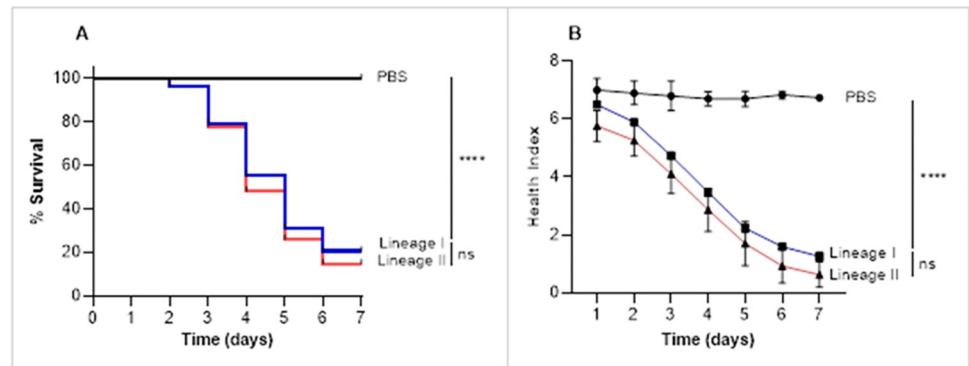 A
% Survival
100
80
60
40
20
0
0 1 2 3 4 5 6 7
Time (days)
PBS
****
Lineage I
Lineage II
ns
B
Health Index
8
6
4
2
0
1 2 3 4 5 6 7
Time (days)
PBS
****
Lineage I
Lineage II
ns